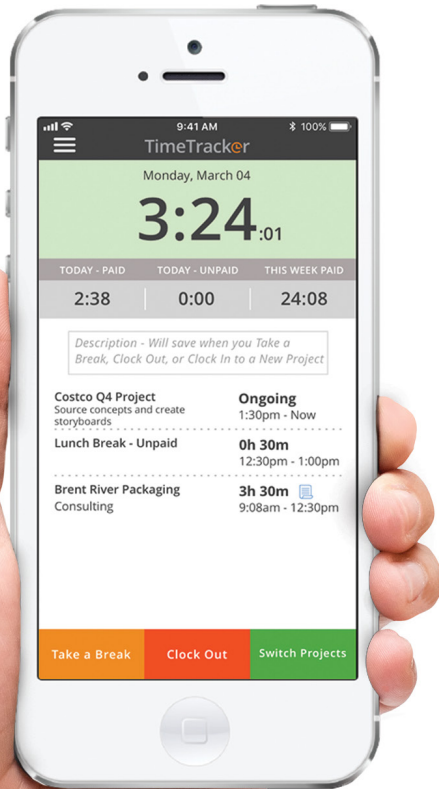 9:41 AM 100%
TimeTracker
Monday, March 04
3:24:01
TODAY - PAID TODAY - UNPAID THIS WEEK PAID
2:38 0:00 24:08
Description - Will save when you Take a
Break, Clock Out, or Clock In to a New Project
Costco Q4 Project Ongoing
Source concepts and create 1:30pm - Now
storyboards
Lunch Break - Unpaid 0h 30m
12:30pm - 1:00pm
Brent River Packaging 3h 30m
Consulting 9:08am - 12:30pm
Take a Break Clock Out Switch Projects